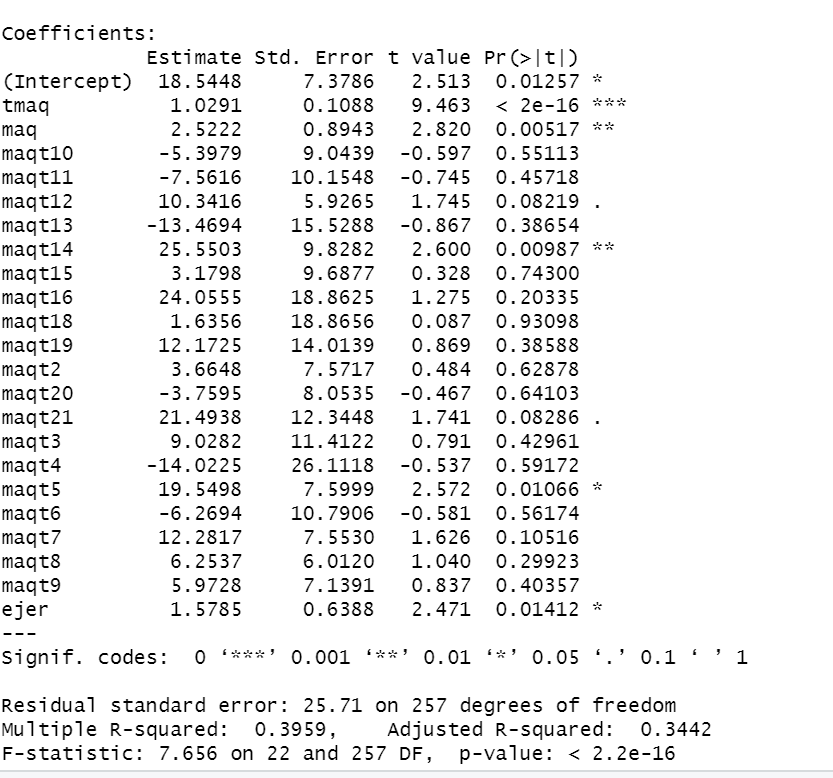 Coefficients:
Estimate Std. Error t value Pr(>|t|)
(Intercept) 18.5448 7.3786 2.513 0.01257 *
tmaq 1.0291 0.1088 9.463 < 2e-16 ***
maq 2.5222 0.8943 2.820 0.00517 **
maqt10 -5.3979 9.0439 -0.597 0.55113
maqt11 -7.5616 10.1548 -0.745 0.45718
maqt12 10.3416 5.9265 1.745 0.08219 .
maqt13 -13.4694 15.5288 -0.867 0.38654
maqt14 25.5503 9.8282 2.600 0.00987 **
maqt15 3.1798 9.6877 0.328 0.74300
maqt16 24.0555 18.8625 1.275 0.20335
maqt18 1.6356 18.8656 0.087 0.93098
maqt19 12.1725 14.0139 0.869 0.38588
maqt2 3.6648 7.5717 0.484 0.62878
maqt20 -3.7595 8.0535 -0.467 0.64103
maqt21 21.4938 12.3448 1.741 0.08286 .
maqt3 9.0282 11.4122 0.791 0.42961
maqt4 -14.0225 26.1118 -0.537 0.59172
maqt5 19.5498 7.5999 2.572 0.01066 *
maqt6 -6.2694 10.7906 -0.581 0.56174
maqt7 12.2817 7.5530 1.626 0.10516
maqt8 6.2537 6.0120 1.040 0.29923
maqt9 5.9728 7.1391 0.837 0.40357
ejer 1.5785 0.6388 2.471 0.01412 *
---
Signif. codes: 0 ‘***’ 0.001 ‘**’ 0.01 ‘*’ 0.05 ‘.’ 0.1 ‘ ’ 1
Residual standard error: 25.71 on 257 degrees of freedom
Multiple R-squared: 0.3959, Adjusted R-squared: 0.3442
F-statistic: 7.656 on 22 and 257 DF, p-value: < 2.2e-16